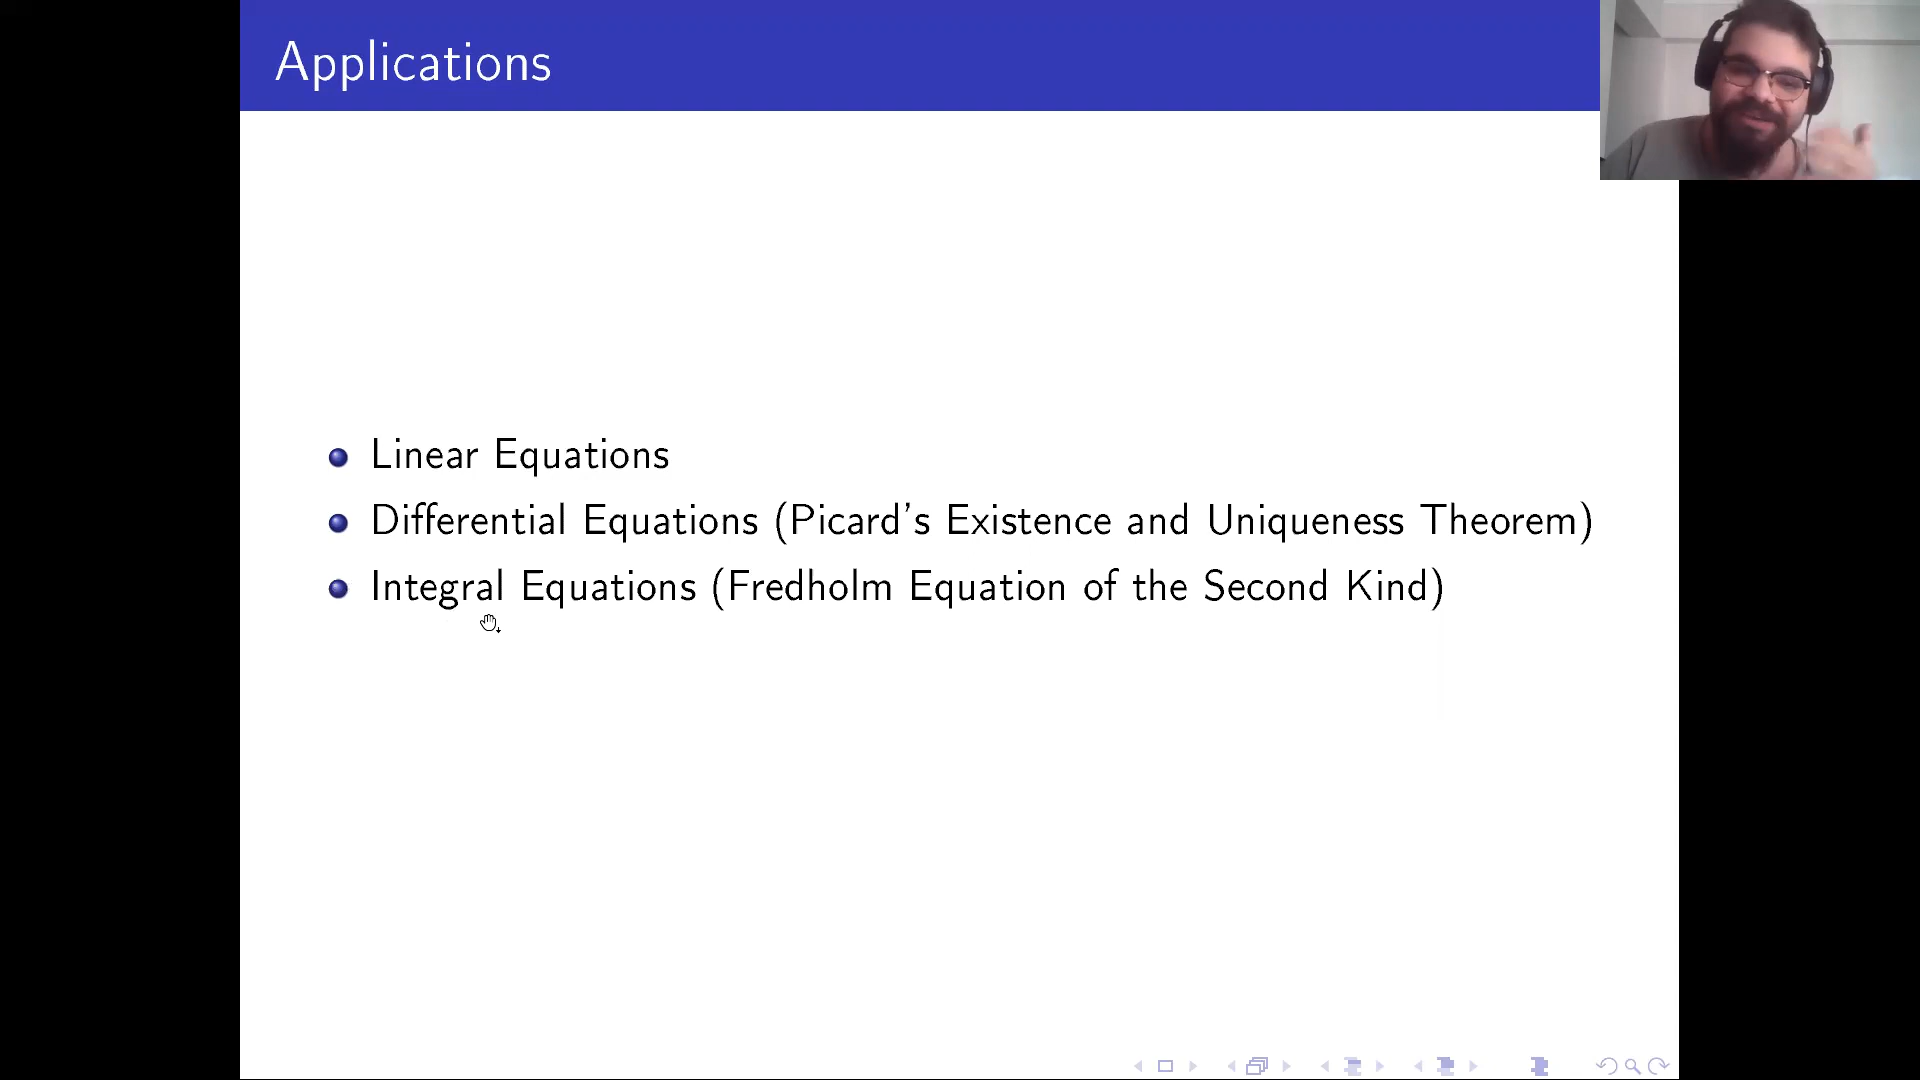 Applications
Linear Equations
Differential Equations (Picard's Existence and Uniqueness Theorem)
Integral Equations (Fredholm Equation of the Second Kind)